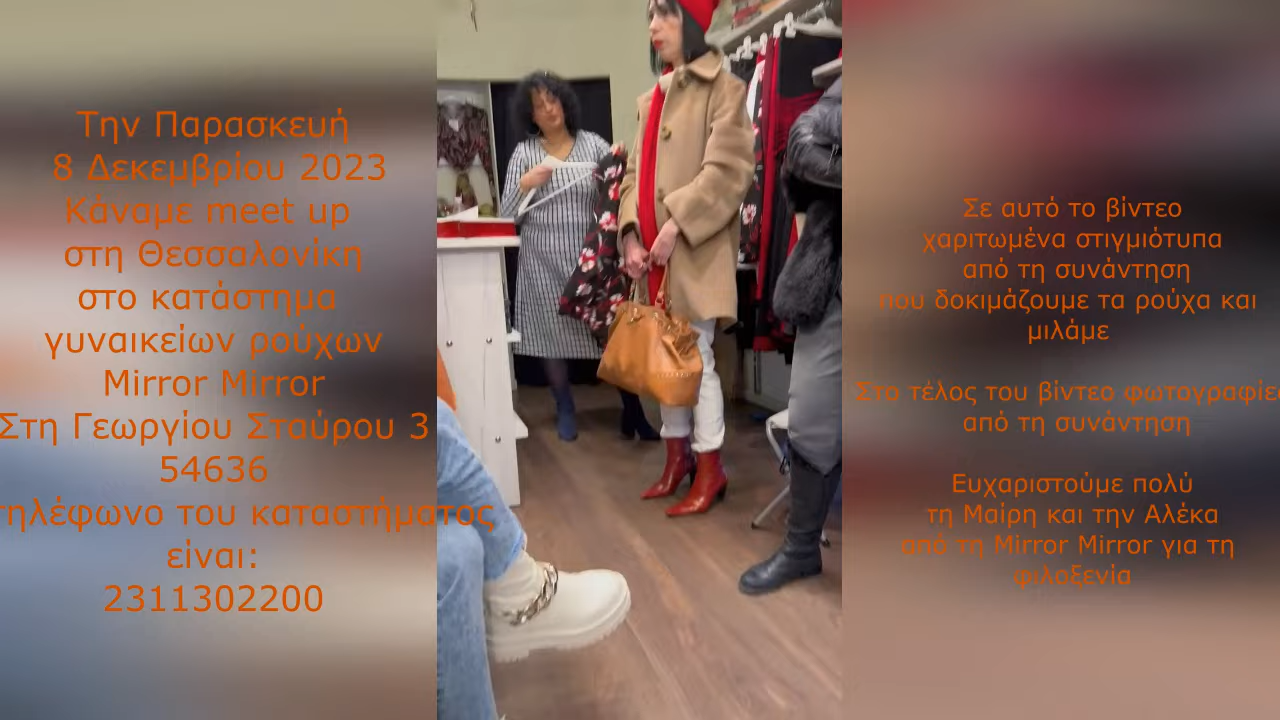 Την Παρασκευή
8 Δεκεμβρίου 2023
Κάναμε meet up
στη Θεσσαλονίκη
στο κατάστημα
γυναικείων ρούχων
Mirror Mirror
Στη Γεωργίου Σταύρου 3
54636
τηλέφωνο του καταστήματος
είναι:
2311302200
Σε αυτό το βίντεο
χαριτωμένα στιγμιότυπα
από τη συνάντηση
που δοκιμάζουμε τα ρούχα και
μιλάμε
Στο τέλος του βίντεο φωτογραφίες
από τη συνάντηση
Ευχαριστούμε πολύ
τη Μαίρη και την Αλέκα
από τη Mirror Mirror για τη
φιλοξενία